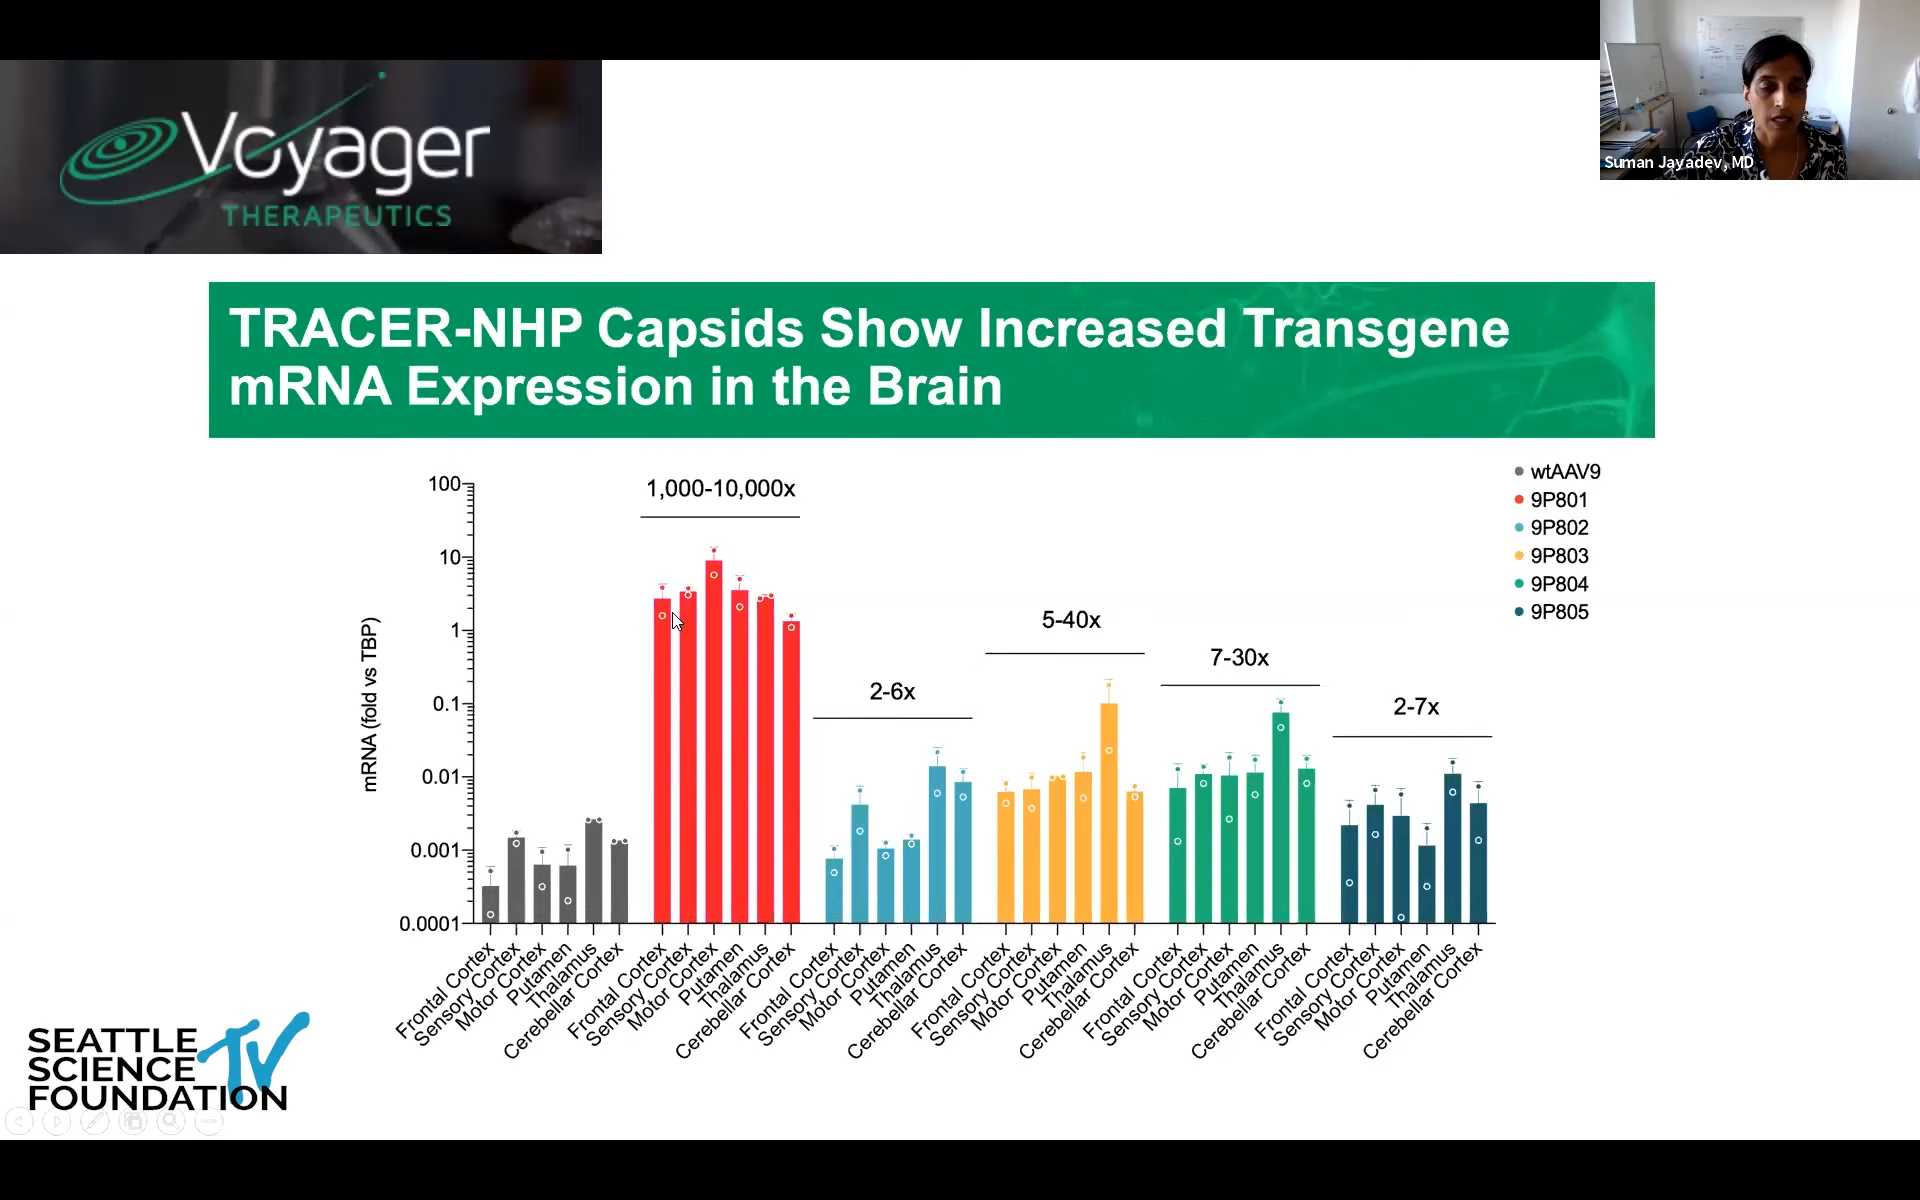 Voyager
THERAPEUTICS
Suman Jayadev, MD
TRACER-NHP Capsids Show Increased Transgene
mRNA Expression in the Brain
mRNA (fold vs TBP)
100
10
1
0.1
0.01
0.001
0.0001
1,000-10,000x
2-6x
5-40x
7-30x
2-7x
wtAAV9
9P801
9P802
9P803
9P804
9P805
Frontal Cortex
Sensory Cortex
Motor Cortex
Putamen
Thalamus
Cerebellar Cortex
Frontal Cortex
Sensory Cortex
Motor Cortex
Putamen
Thalamus
Cerebellar Cortex
Frontal Cortex
Sensory Cortex
Motor Cortex
Putamen
Thalamus
Cerebellar Cortex
Frontal Cortex
Sensory Cortex
Motor Cortex
Putamen
Thalamus
Cerebellar Cortex
Frontal Cortex
Sensory Cortex
Motor Cortex
Putamen
Thalamus
Cerebellar Cortex
Frontal Cortex
Sensory Cortex
Motor Cortex
Putamen
Thalamus
Cerebellar Cortex
SEATTLE
SCIENCE TV
FOUNDATION